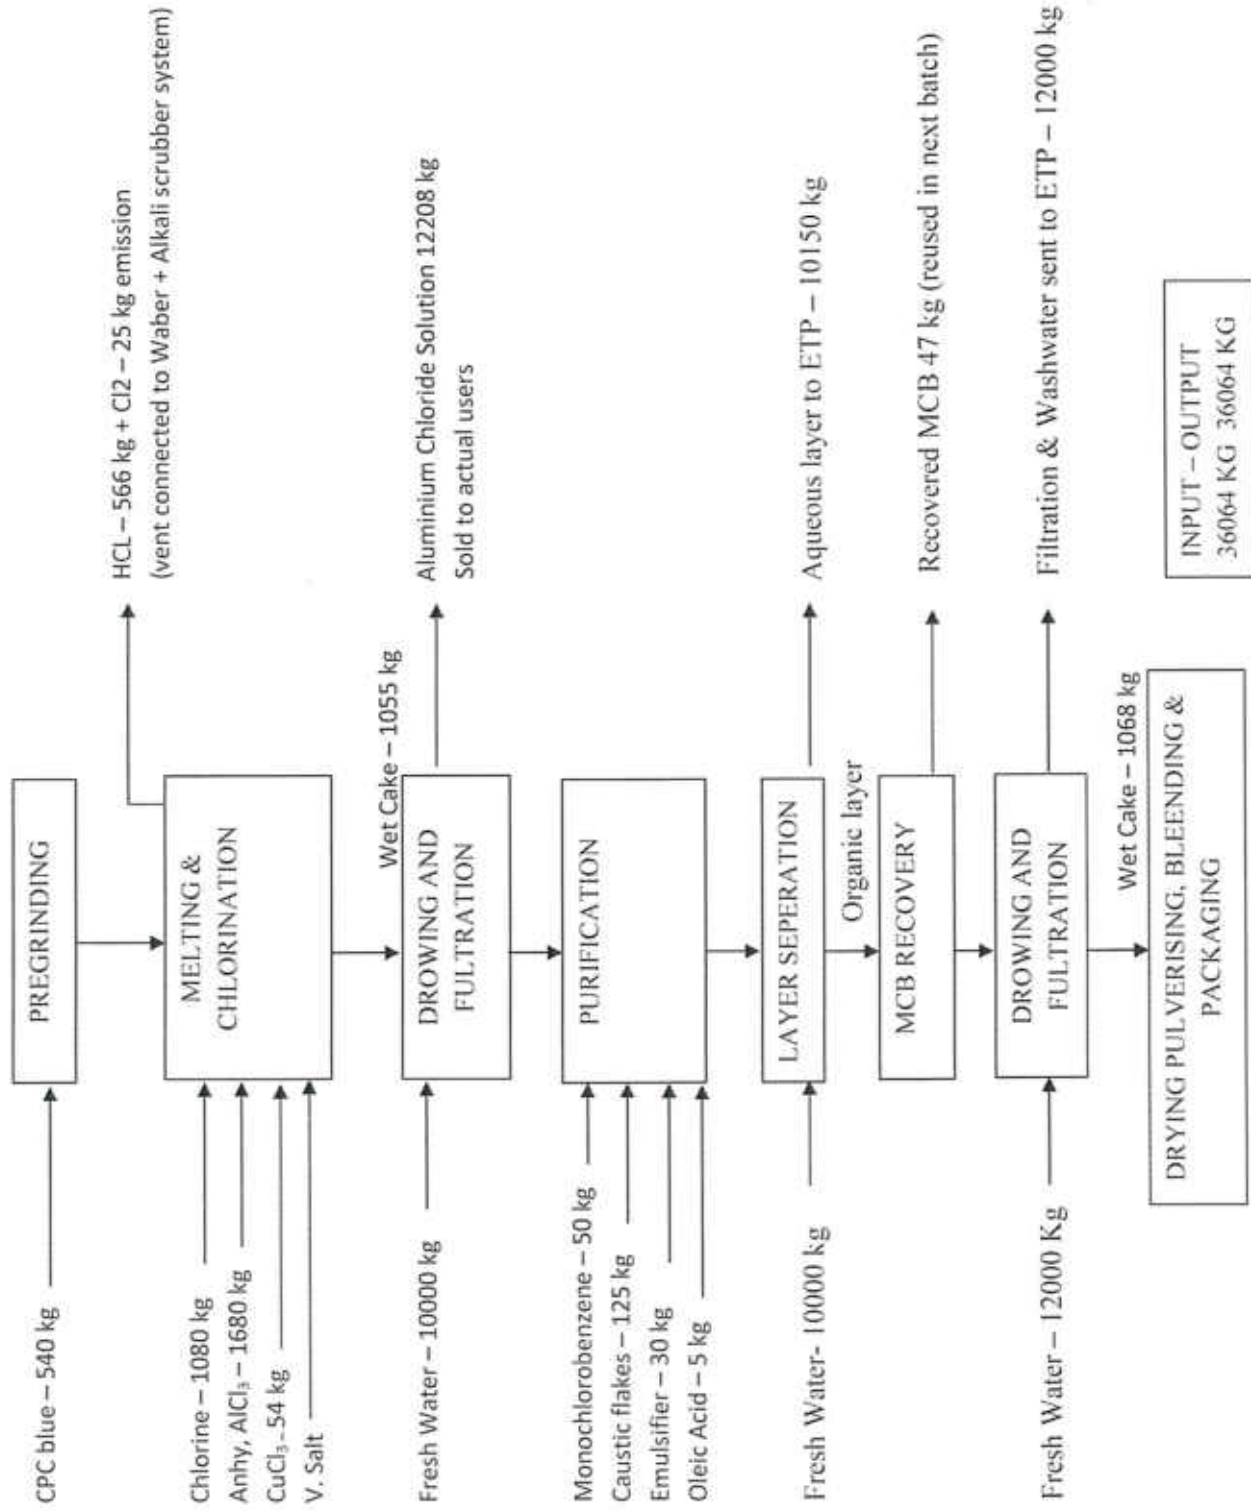 CPC blue – 540 kg
PREGRINDING
Chlorine – 1080 kg
Anhy, AlCl₃ – 1680 kg
CuCl₃ – 54 kg
V. Salt
MELTING &
CHLORINATION
HCL – 566 kg + Cl2 – 25 kg emission
(vent connected to Waber + Alkali scrubber system)
Wet Cake – 1055 kg
Fresh Water – 10000 kg
DROWING AND
FULTRATION
Aluminium Chloride Solution 12208 kg
Sold to actual users
Monochlorobenzene – 50 kg
Caustic flakes – 125 kg
Emulsifier – 30 kg
Oleic Acid – 5 kg
PURIFICATION
Fresh Water- 10000 kg
LAYER SEPERATION
Aqueous layer to ETP – 10150 kg
Organic layer
MCB RECOVERY
Recovered MCB 47 kg (reused in next batch)
Fresh Water – 12000 Kg
DROWING AND
FULTRATION
Filtration & Washwater sent to ETP – 12000 kg
Wet Cake – 1068 kg
DRYING PULVERISING, BLEENDING &
PACKAGING
INPUT – OUTPUT
36064 KG 36064 KG